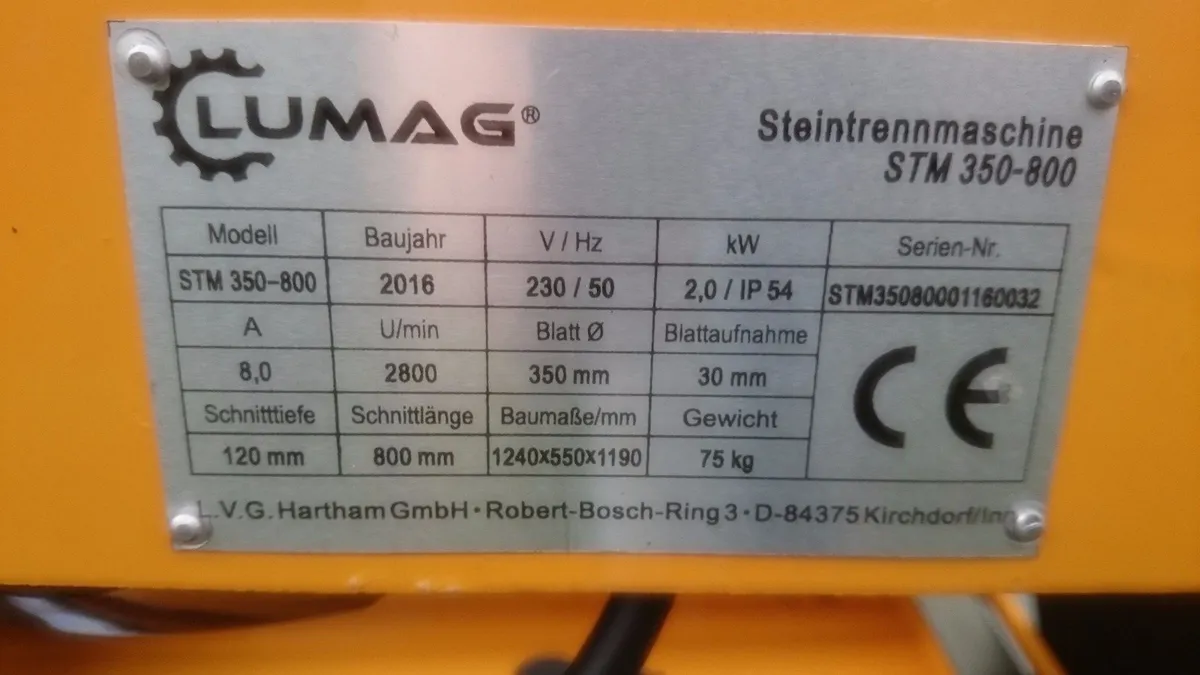 LUMAG®
Steintrennmaschine
STM 350-800
Modell Baujahr V / Hz kW Serien-Nr.
STM 350-800 2016 230 / 50 2,0 / IP 54 STM35080001160032
A U/min Blatt Ø Blattaufnahme
8,0 2800 350 mm 30 mm
CE
Schnitttiefe Schnittlänge Baumaße/mm Gewicht
120 mm 800 mm 1240x550x1190 75 kg
L.V.G. Hartham GmbH · Robert-Bosch-Ring 3 · D-84375 Kirchdorf/Inn